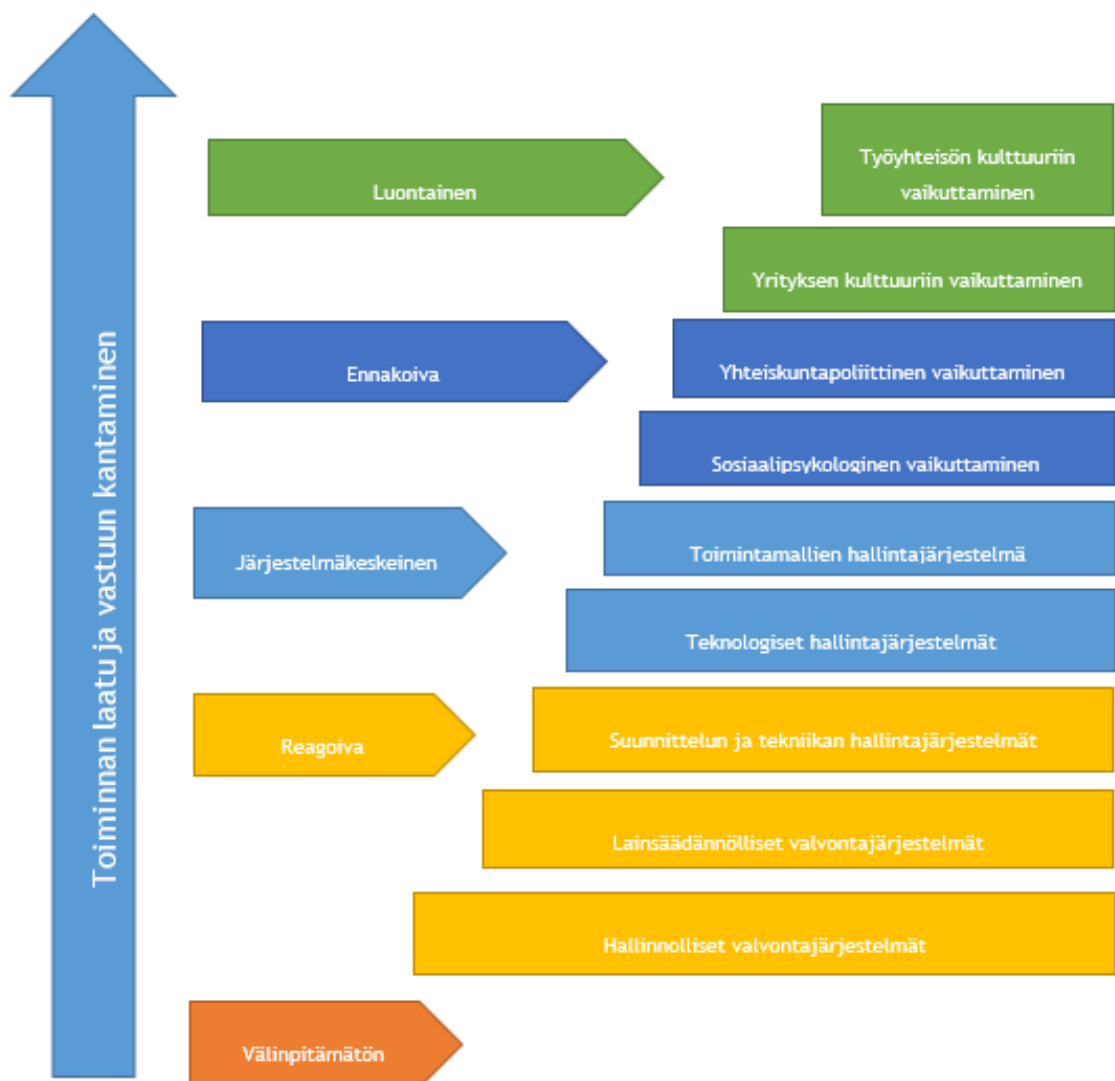 Toiminnan laatu ja vastuun kantaminen
Luontainen
Työyhteisön kulttuuriin
vaikuttaminen
Yrityksen kulttuuriin vaikuttaminen
Ennakoiva
Yhteiskuntapoliittinen vaikuttaminen
Sosiaalipsykologinen vaikuttaminen
Järjestelmäkeskeinen
Toimintamallien hallintajärjestelmä
Teknologiset hallintajärjestelmät
Reagoiva
Suunnittelun ja tekniikan hallintajärjestelmät
Lainsäädännölliset valvontajärjestelmät
Hallinnolliset valvontajärjestelmät
Välinpitämätön